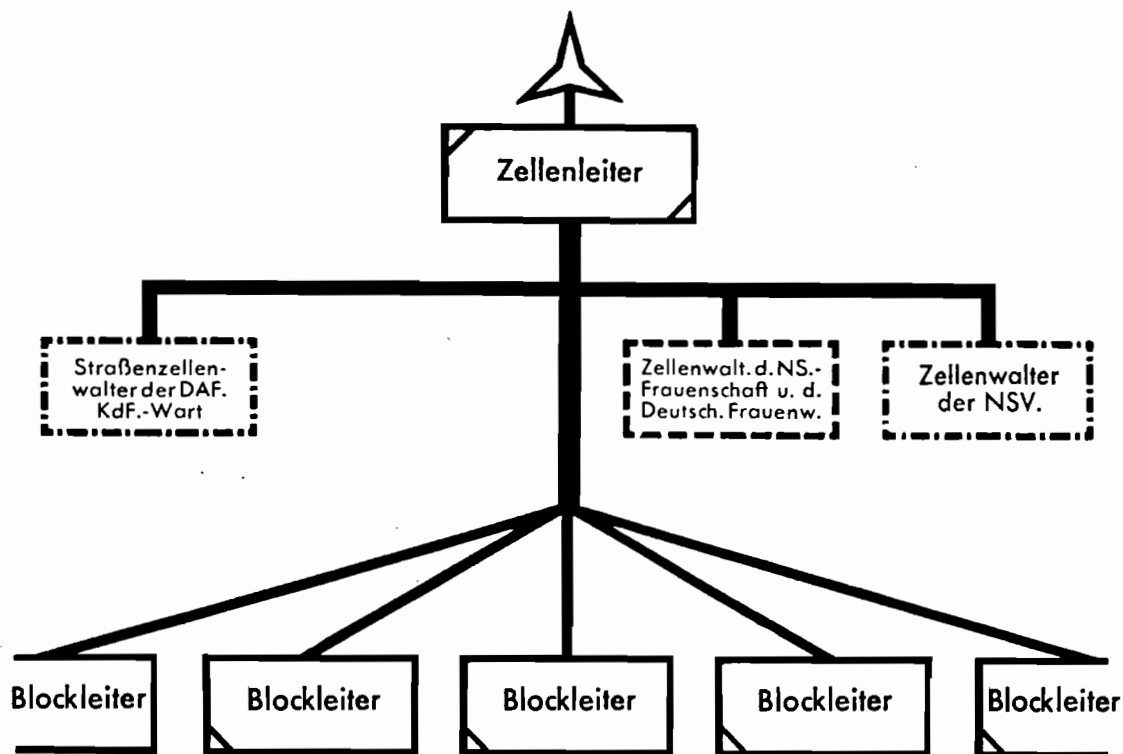 Zellenleiter
Straßenzellen-
walter der DAF.
KdF.-Wart
Zellenwalt. d. NS.-
Frauenschaft u. d.
Deutsch. Frauenw.
Zellenwalter
der NSV.
Blockleiter
Blockleiter
Blockleiter
Blockleiter
Blockleiter